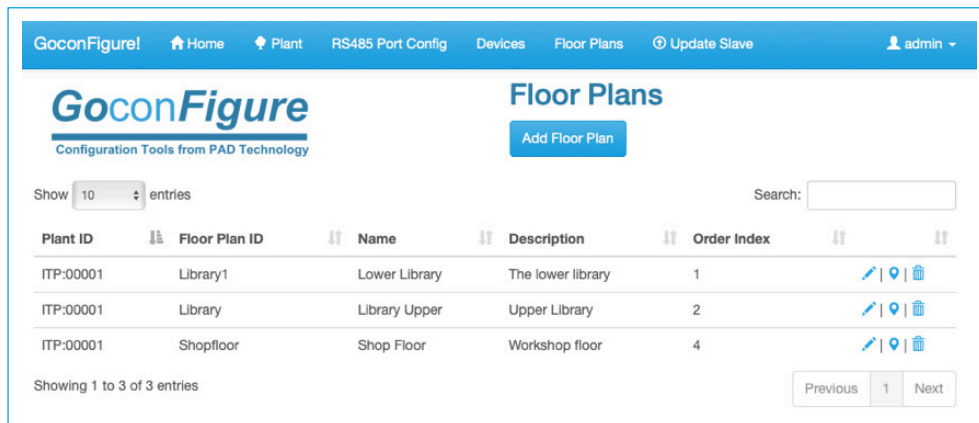 GoconFigure! Home Plant RS485 Port Config Devices Floor Plans Update Slave admin
GoconFigure
Configuration Tools from PAD Technology
Floor Plans
Add Floor Plan
Show 10 entries Search:
Plant ID Floor Plan ID Name Description Order Index
ITP:00001 Library1 Lower Library The lower library 1 | |
ITP:00001 Library Library Upper Upper Library 2 | |
ITP:00001 Shopfloor Shop Floor Workshop floor 4 | |
Showing 1 to 3 of 3 entries Previous 1 Next